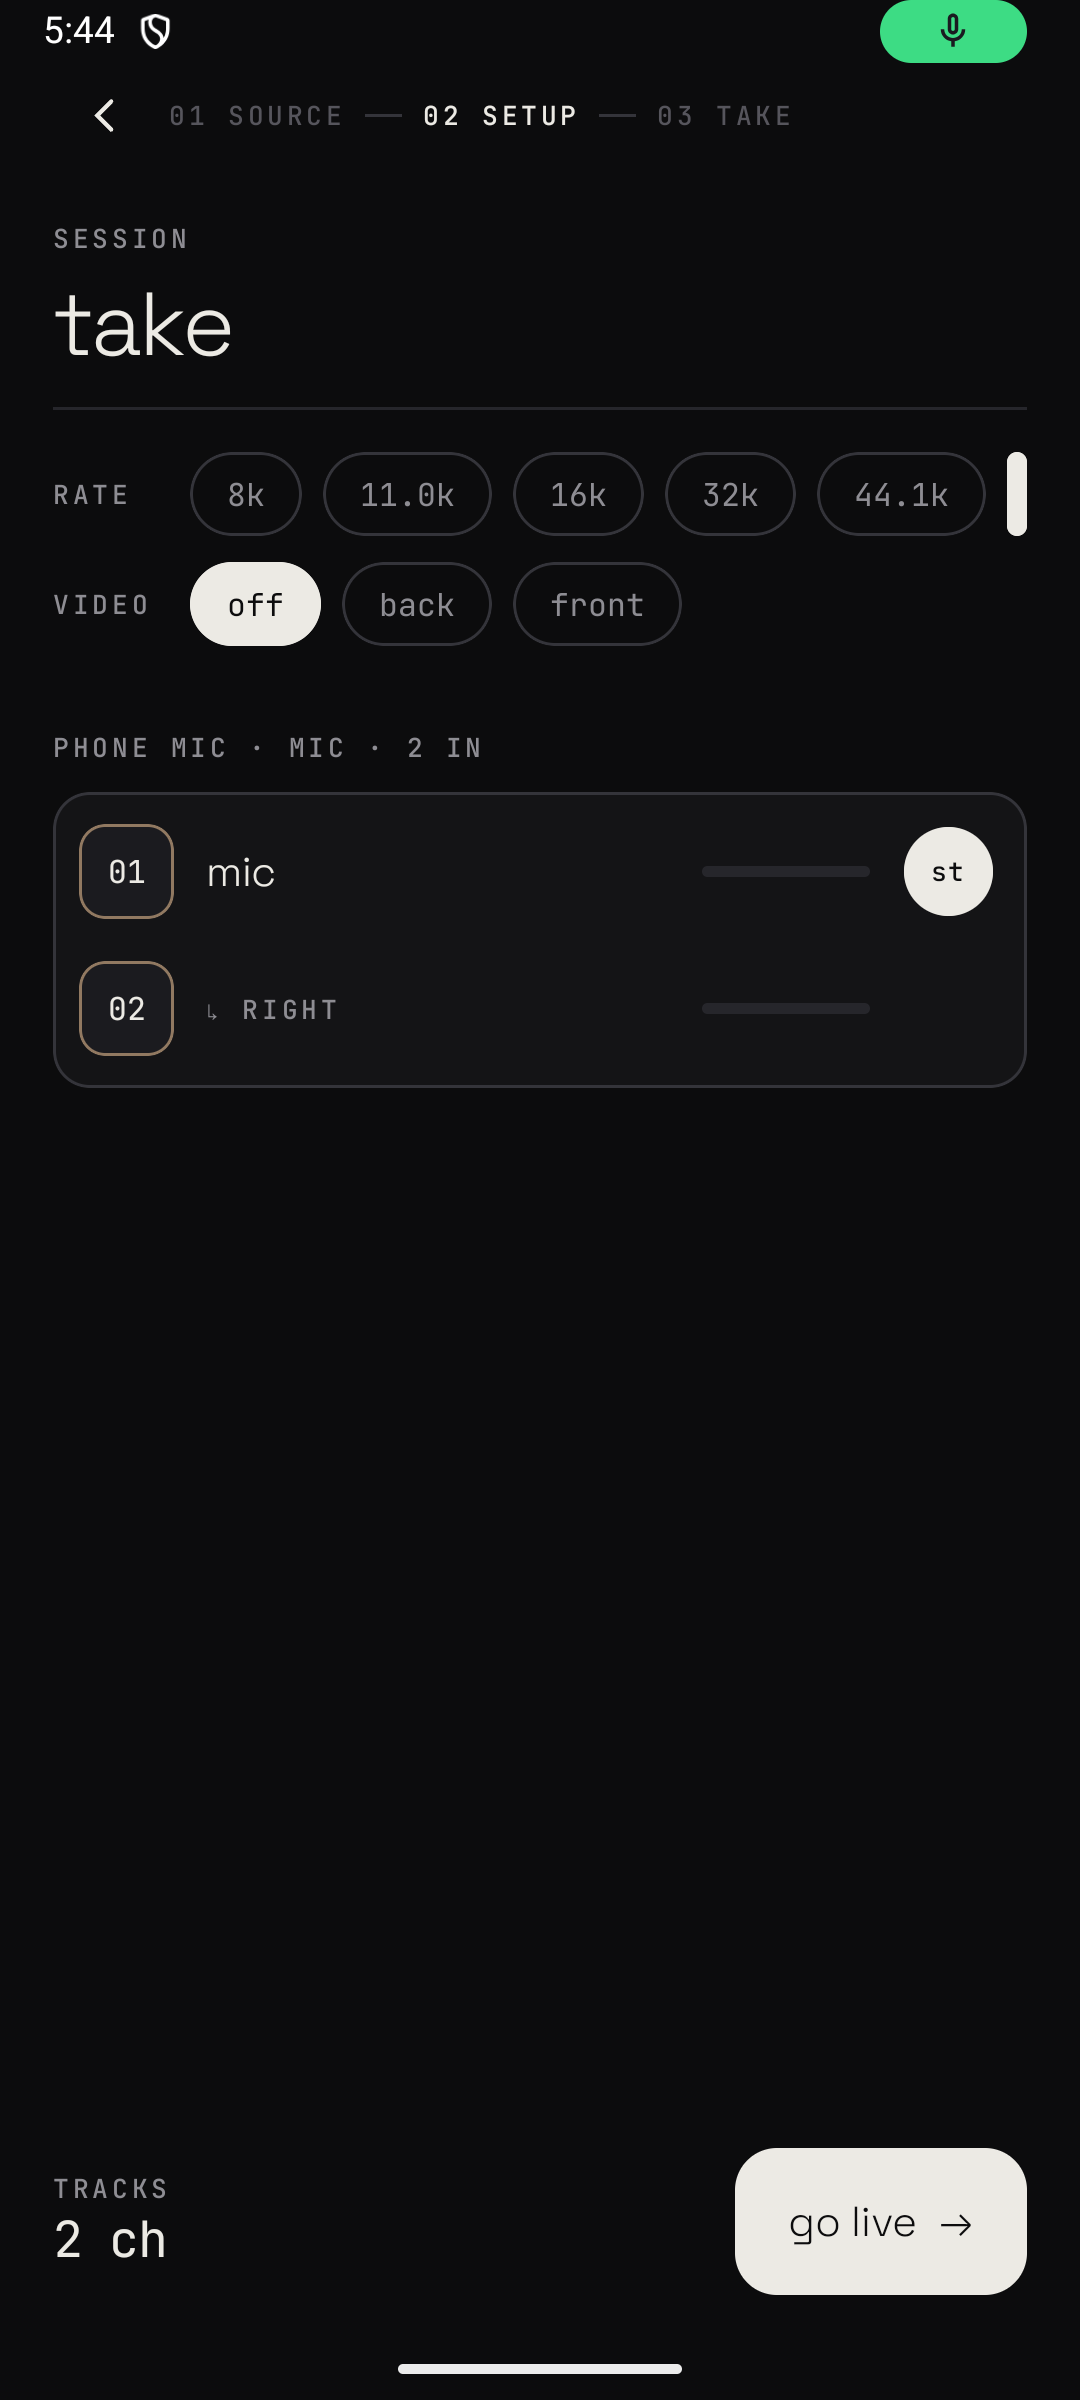 5:44
01 SOURCE — 02 SETUP — 03 TAKE
SESSION
take
RATE 8k 11.0k 16k 32k 44.1k
VIDEO off back front
PHONE MIC · MIC · 2 IN
01 mic st
02 ↳ RIGHT
TRACKS
2 ch
go live →